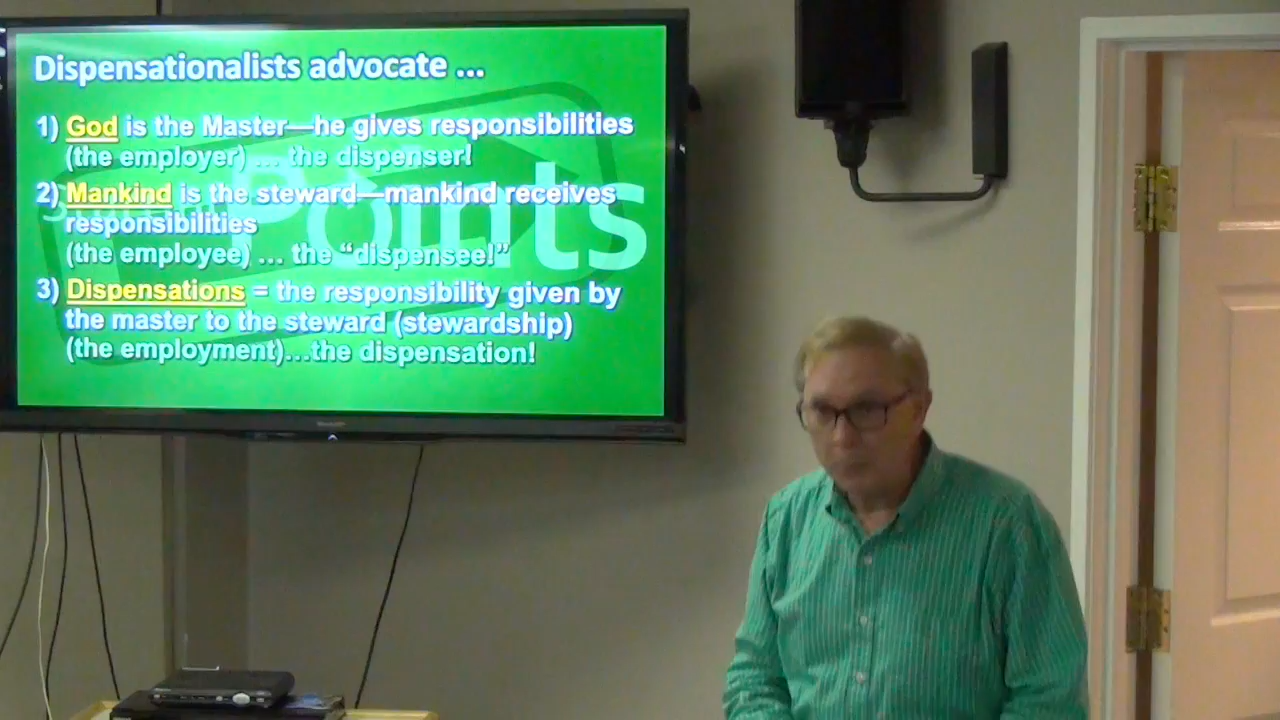 Dispensationalists advocate ...
1) God is the Master—he gives responsibilities
(the employer) ... the dispenser!
2) Mankind is the steward—mankind receives
responsibilities
(the employee) ... the “dispensee!”
3) Dispensations = the responsibility given by
the master to the steward (stewardship)
(the employment)...the dispensation!
Points
SHARP